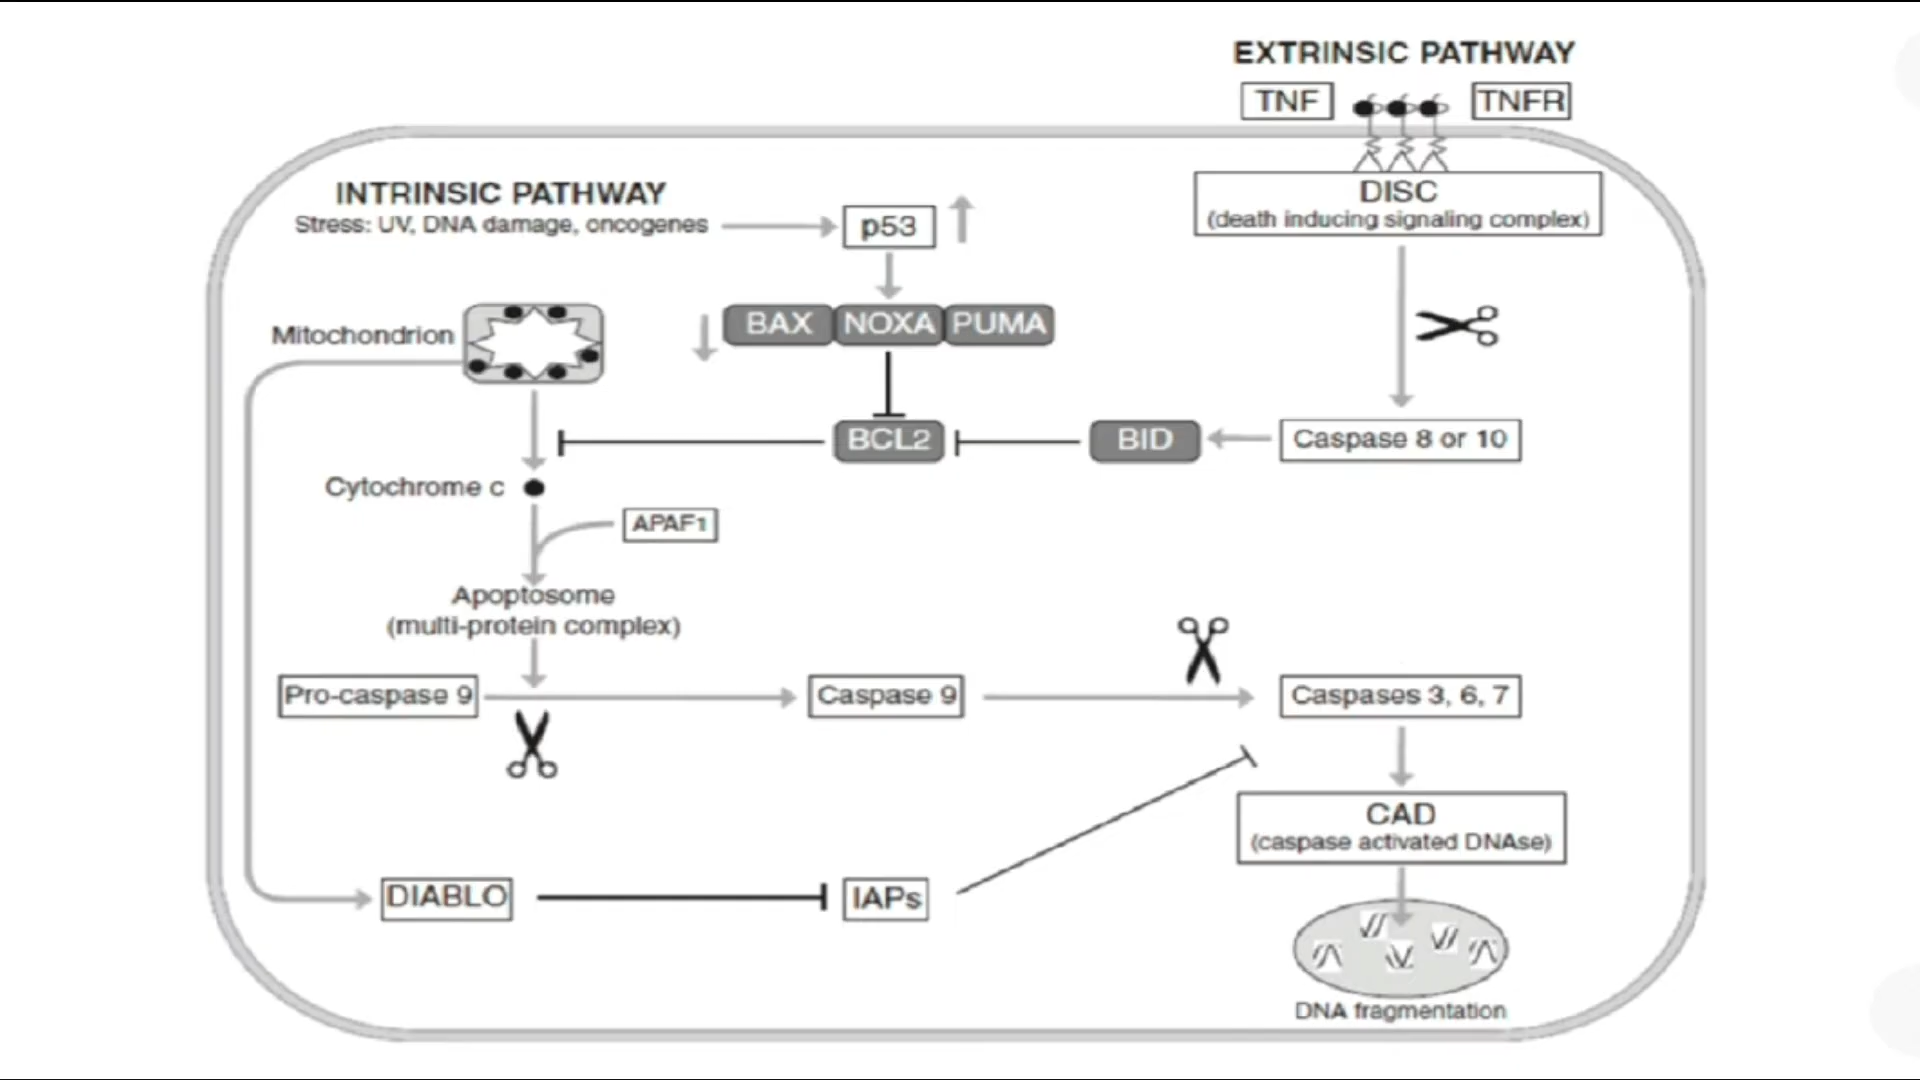 EXTRINSIC PATHWAY
TNF
TNFR
DISC
(death inducing signaling complex)
INTRINSIC PATHWAY
Stress: UV, DNA damage, oncogenes
p53
BAX
NOXA
PUMA
Mitochondrion
BCL2
BID
Caspase 8 or 10
Cytochrome c
APAF1
Apoptosome
(multi-protein complex)
Pro-caspase 9
Caspase 9
Caspases 3, 6, 7
CAD
(caspase activated DNAse)
DIABLO
IAPs
DNA fragmentation